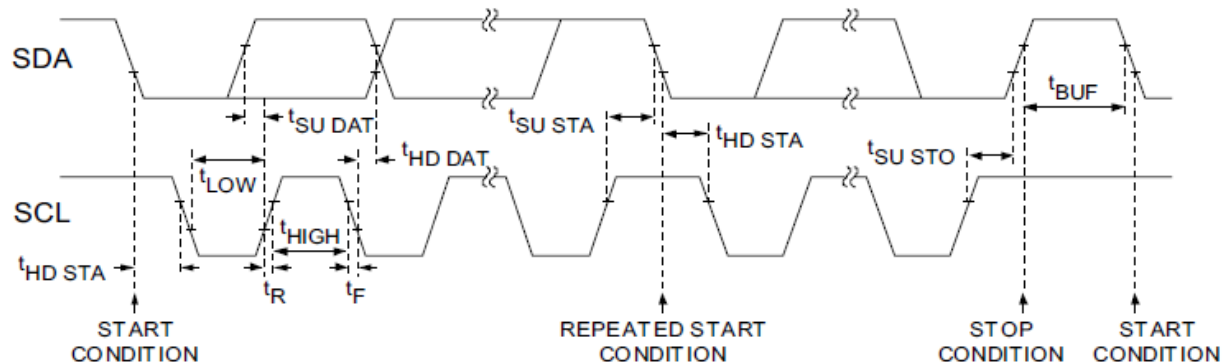 SDA
tSU DAT
tSU STA
tBUF
tHD DAT
tHD STA
tSU STO
tLOW
SCL
tHIGH
tHD STA
tR
tF
START
CONDITION
REPEATED START
CONDITION
STOP
CONDITION
START
CONDITION